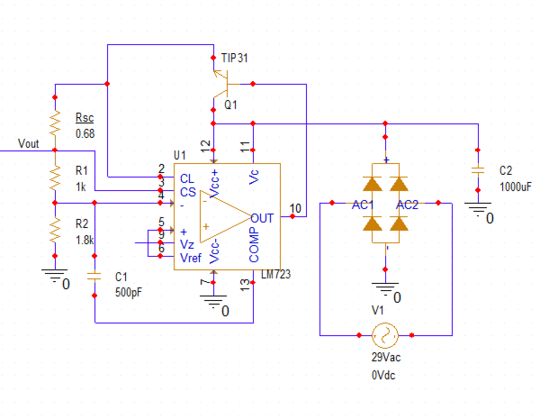 TIP31
Q1
Rsc
0.68
Vout
U1
12
11
R1
1k
2
CL
Vcc+
Vc
3
CS
4
-
-
C2
1000uF
R2
1.8k
OUT
10
AC1
AC2
+
-
5
+
+
9
Vz
6
Vref
Vcc-
COMP
LM723
0
0
0
0
C1
500pF
7
13
V1
29Vac
0Vdc